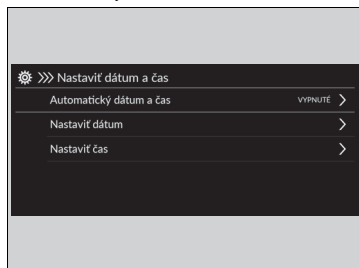 Nastaviť dátum a čas
Automatický dátum a čas VYPNUTÉ
Nastaviť dátum
Nastaviť čas